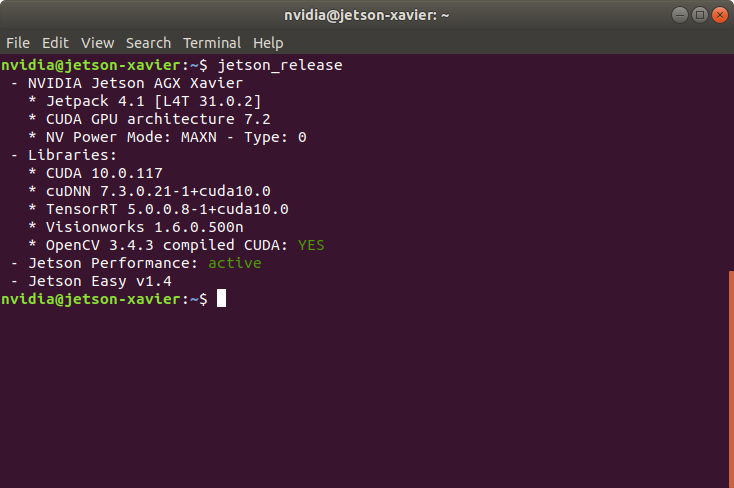 nvidia@jetson-xavier: ~
File Edit View Search Terminal Help
nvidia@jetson-xavier:~$ jetson_release
- NVIDIA Jetson AGX Xavier
* Jetpack 4.1 [L4T 31.0.2]
* CUDA GPU architecture 7.2
* NV Power Mode: MAXN - Type: 0
- Libraries:
* CUDA 10.0.117
* cuDNN 7.3.0.21-1+cuda10.0
* TensorRT 5.0.0.8-1+cuda10.0
* Visionworks 1.6.0.500n
* OpenCV 3.4.3 compiled CUDA: YES
- Jetson Performance: active
- Jetson Easy v1.4
nvidia@jetson-xavier:~$